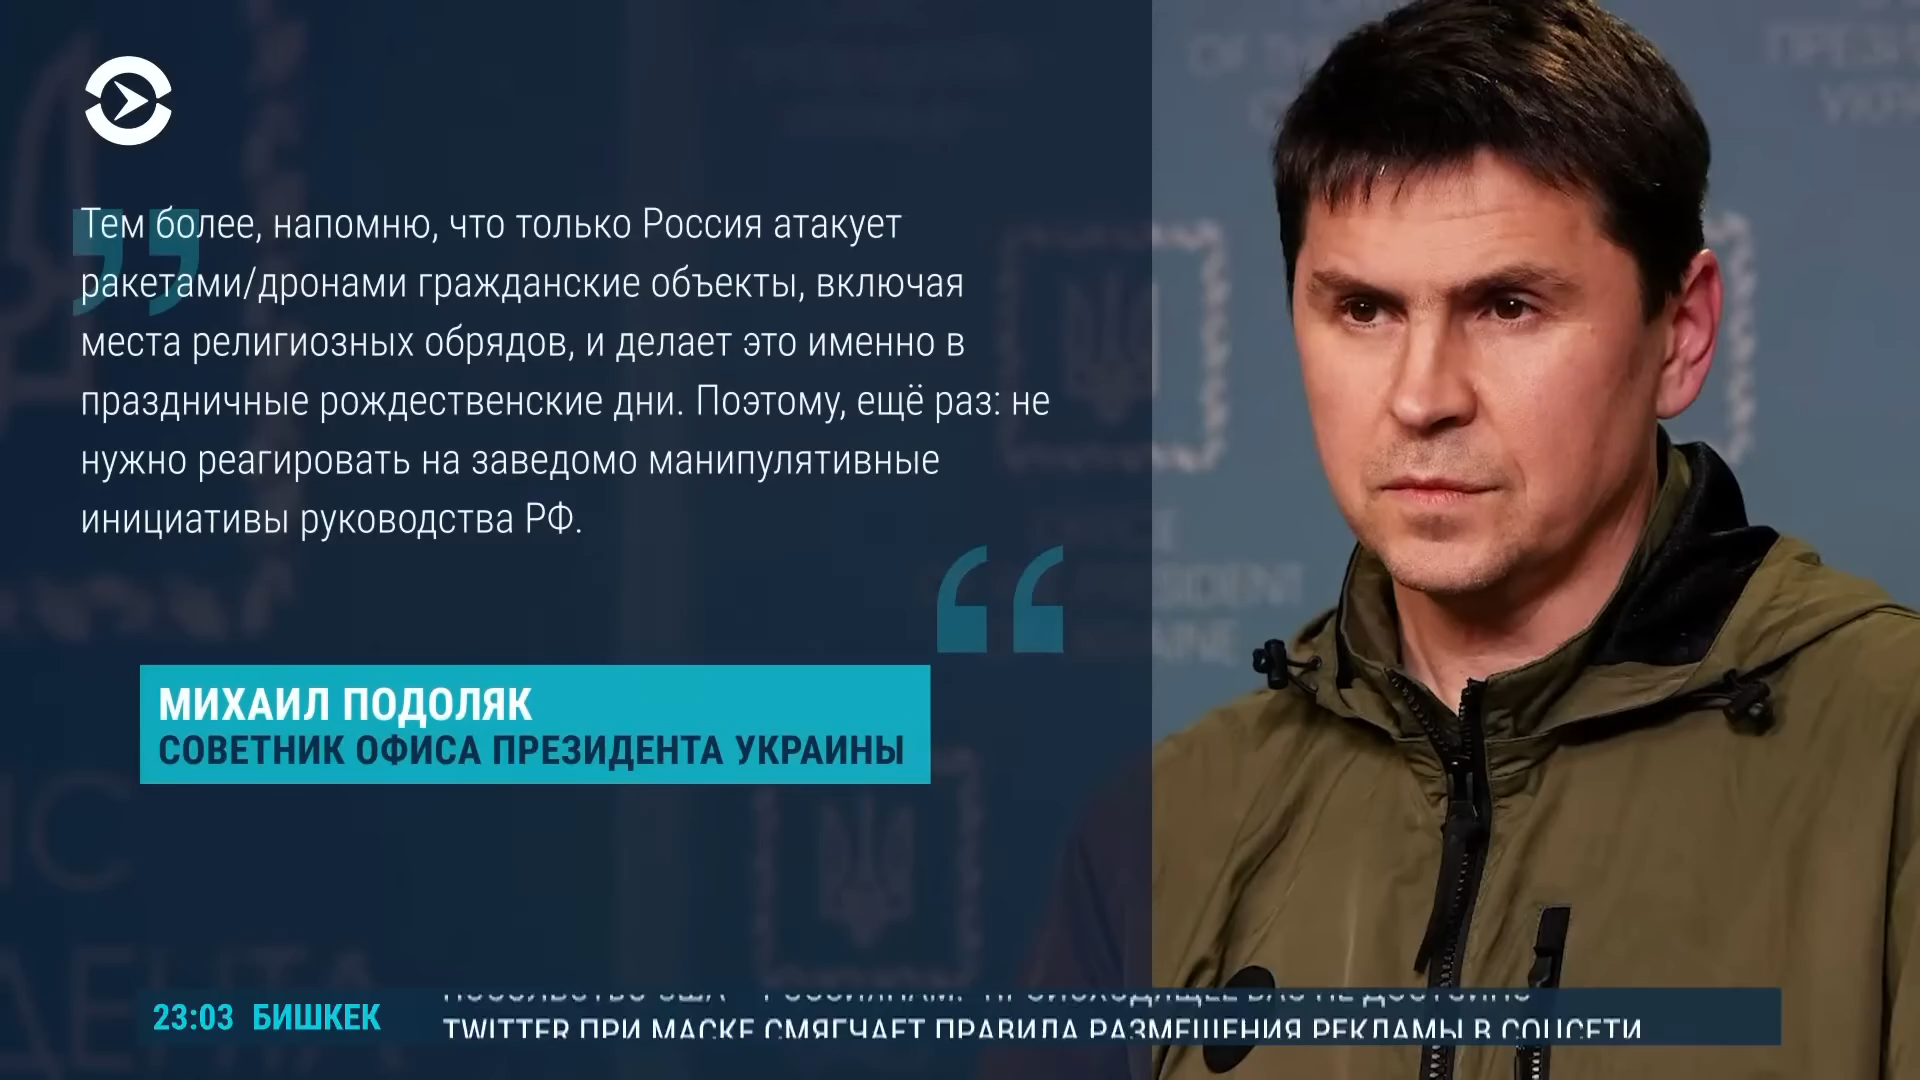 Тем более, напомню, что только Россия атакует
ракетами/дронами гражданские объекты, включая
места религиозных обрядов, и делает это именно в
праздничные рождественские дни. Поэтому, ещё раз: не
нужно реагировать на заведомо манипулятивные
инициативы руководства РФ.
МИХАИЛ ПОДОЛЯК
СОВЕТНИК ОФИСА ПРЕЗИДЕНТА УКРАИНЫ
23:03 БИШКЕК
TWITTER ПРИ МАСКЕ СМЯГЧАЕТ ПРАВИЛА РАЗМЕЩЕНИЯ РЕКЛАМЫ В СОЦСЕТИ